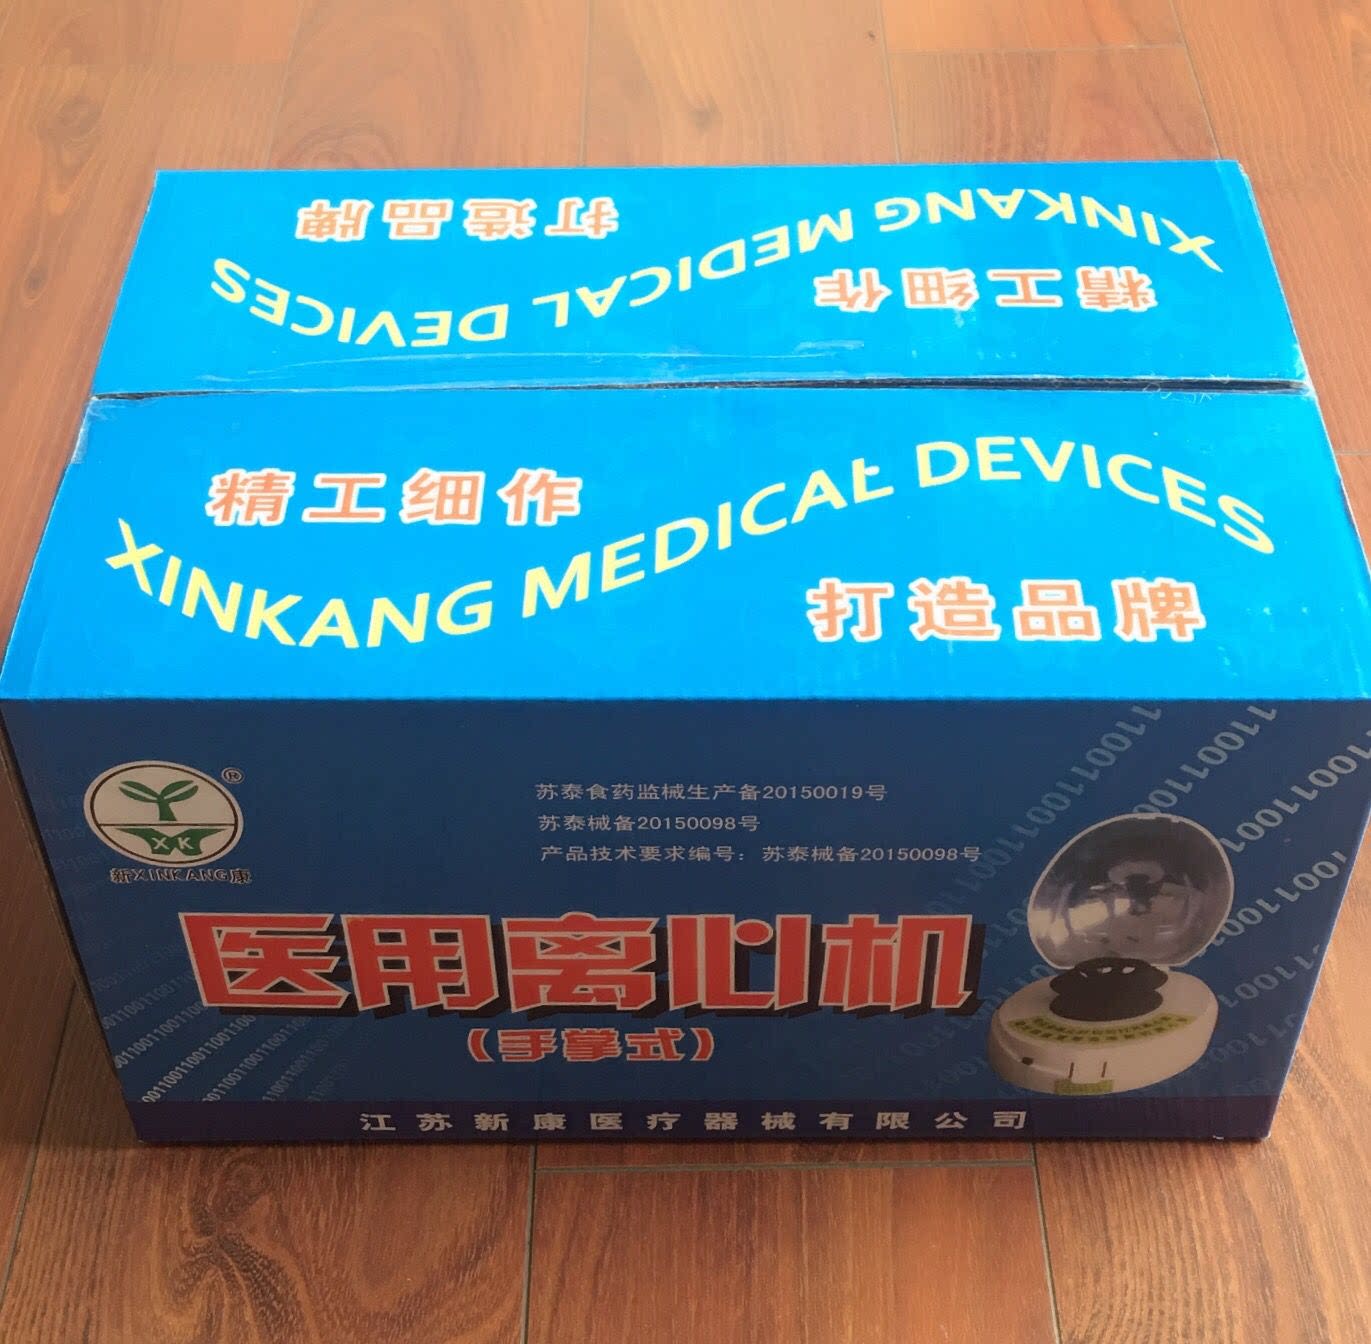 XINKANG MEDICAL DEVICES
打造品牌
精工细作
精工细作
XINKANG MEDICAL DEVICES
打造品牌
®
XK
新XINKANG康
苏泰食药监械生产备20150019号
苏泰械备20150098号
产品技术要求编号：苏泰械备20150098号
医用离心机
（手掌式）
江苏新康医疗器械有限公司